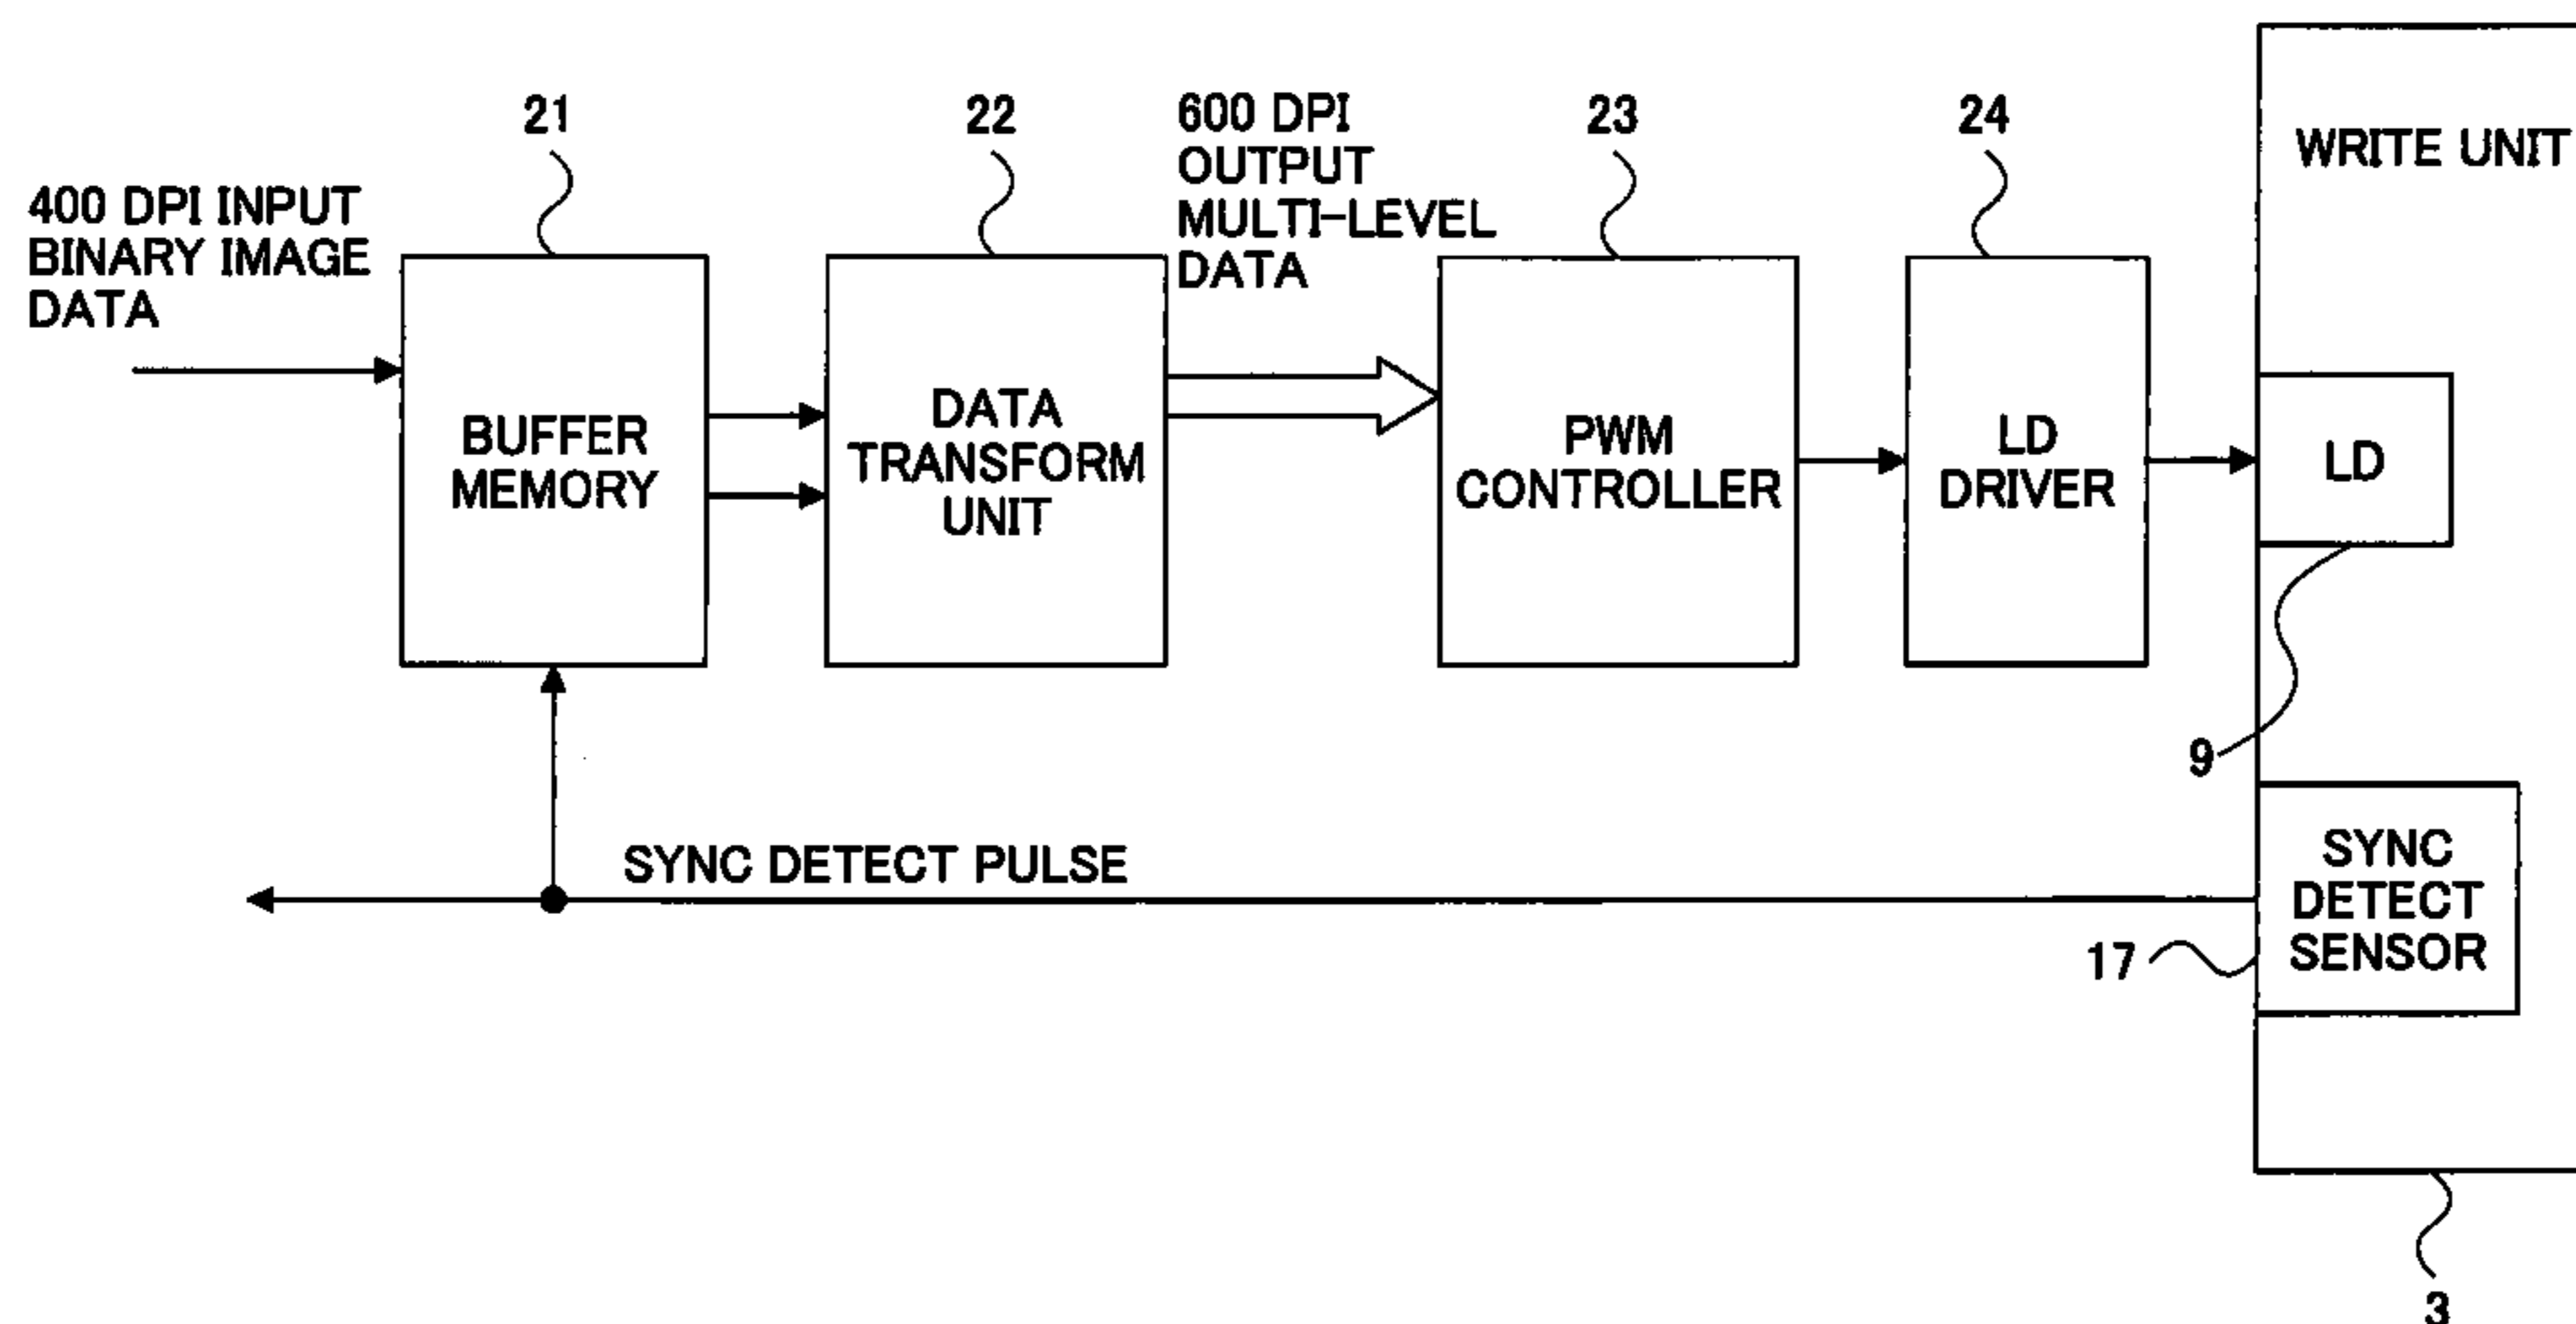 21
22
600 DPI
OUTPUT
MULTI-LEVEL
DATA
23
24
WRITE UNIT
400 DPI INPUT
BINARY IMAGE
DATA
BUFFER
MEMORY
DATA
TRANSFORM
UNIT
PWM
CONTROLLER
LD
DRIVER
LD
9
SYNC DETECT PULSE
SYNC
DETECT
SENSOR
17
3